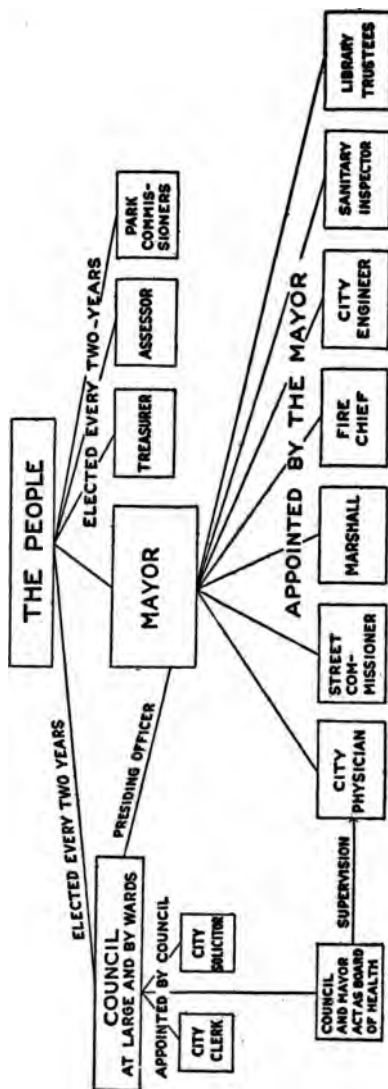 THE PEOPLE
ELECTED EVERY TWO YEARS
ELECTED EVERY TWO-YEARS
COUNCIL
AT LARGE AND BY WARDS
PRESIDING OFFICER
MAYOR
TREASURER
ASSESSOR
PARK
COMMIS-
SIONERS
APPOINTED BY COUNCIL
CITY
CLERK
CITY
SOLICITOR
APPOINTED BY THE MAYOR
COUNCIL
AND MAYOR
ACT AS BOARD
OF HEALTH
SUPERVISION
CITY
PHYSICIAN
STREET
COM-
MISSIONER
MARSHALL
FIRE
CHIEF
CITY
ENGINEER
SANITARY
INSPECTOR
LIBRARY
TRUSTEES